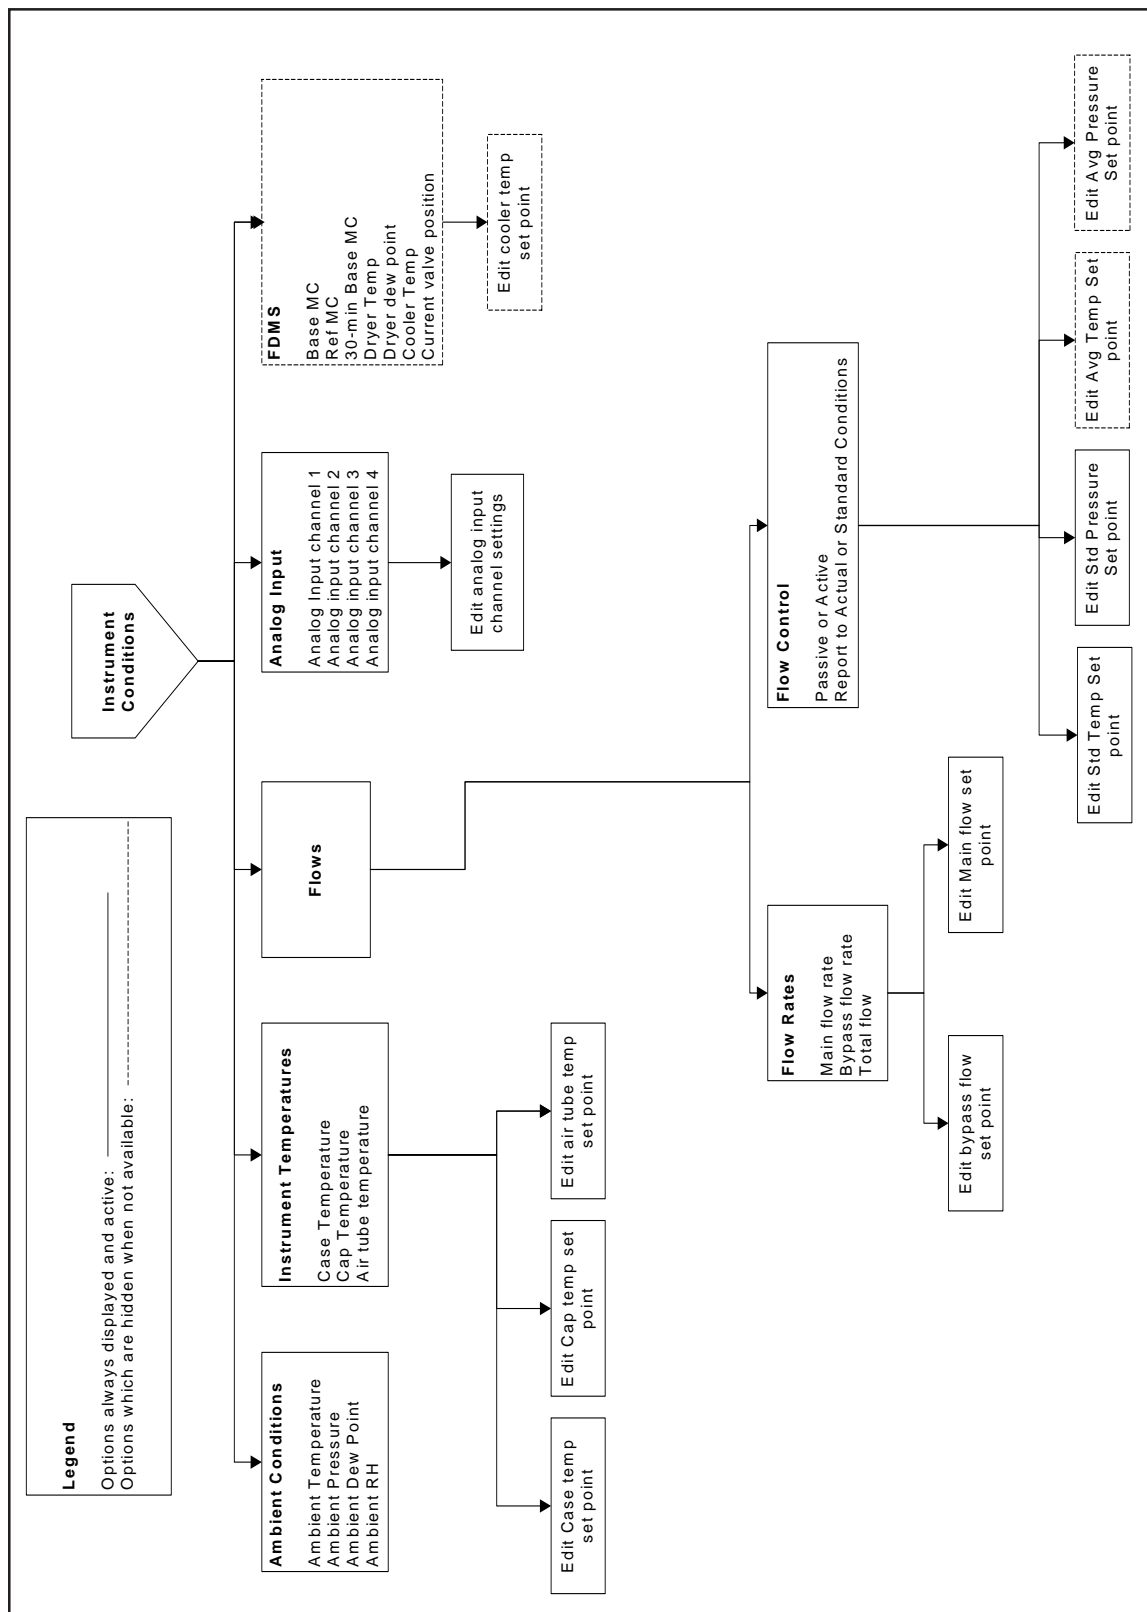 Legend
Options always displayed and active:
Options which are hidden when not available:
Instrument
Conditions
Ambient Conditions
Ambient Temperature
Ambient Pressure
Ambient Dew Point
Ambient RH
Instrument Temperatures
Case Temperature
Cap Temperature
Air tube temperature
Flows
Analog Input
Analog Input channel 1
Analog input channel 2
Analog input channel 3
Analog input channel 4
FDMS
Base MC
Ref MC
30-min Base MC
Dryer Temp
Dryer dew point
Cooler Temp
Current valve position
Edit analog input
channel settings
Edit cooler temp
set point
Edit Case temp
set point
Edit Cap temp set
point
Edit air tube temp
set point
Flow Rates
Main flow rate
Bypass flow rate
Total flow
Flow Control
Passive or Active
Report to Actual or Standard Conditions
Edit bypass flow
set point
Edit Main flow set
point
Edit Std Temp Set
point
Edit Std Pressure
Set point
Edit Avg Temp Set
point
Edit Avg Pressure
Set point